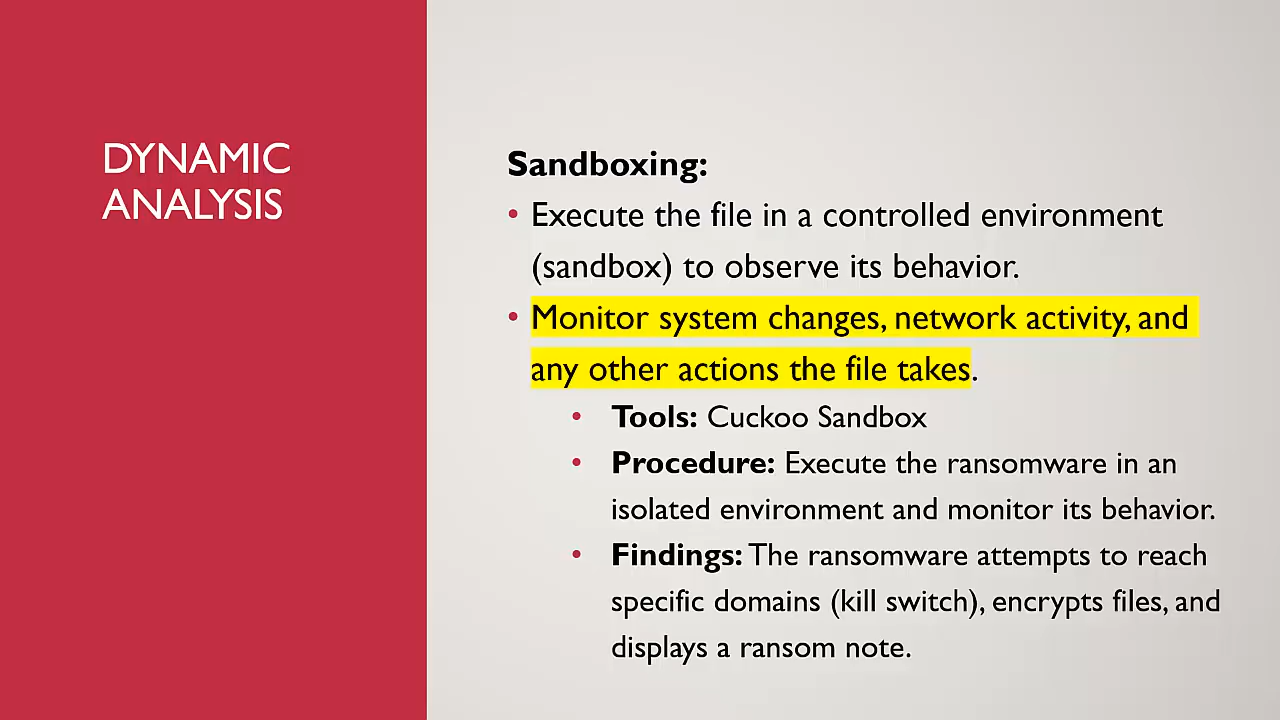 DYNAMIC
ANALYSIS
Sandboxing:
• Execute the file in a controlled environment
(sandbox) to observe its behavior.
• Monitor system changes, network activity, and
any other actions the file takes.
• Tools: Cuckoo Sandbox
• Procedure: Execute the ransomware in an
isolated environment and monitor its behavior.
• Findings: The ransomware attempts to reach
specific domains (kill switch), encrypts files, and
displays a ransom note.